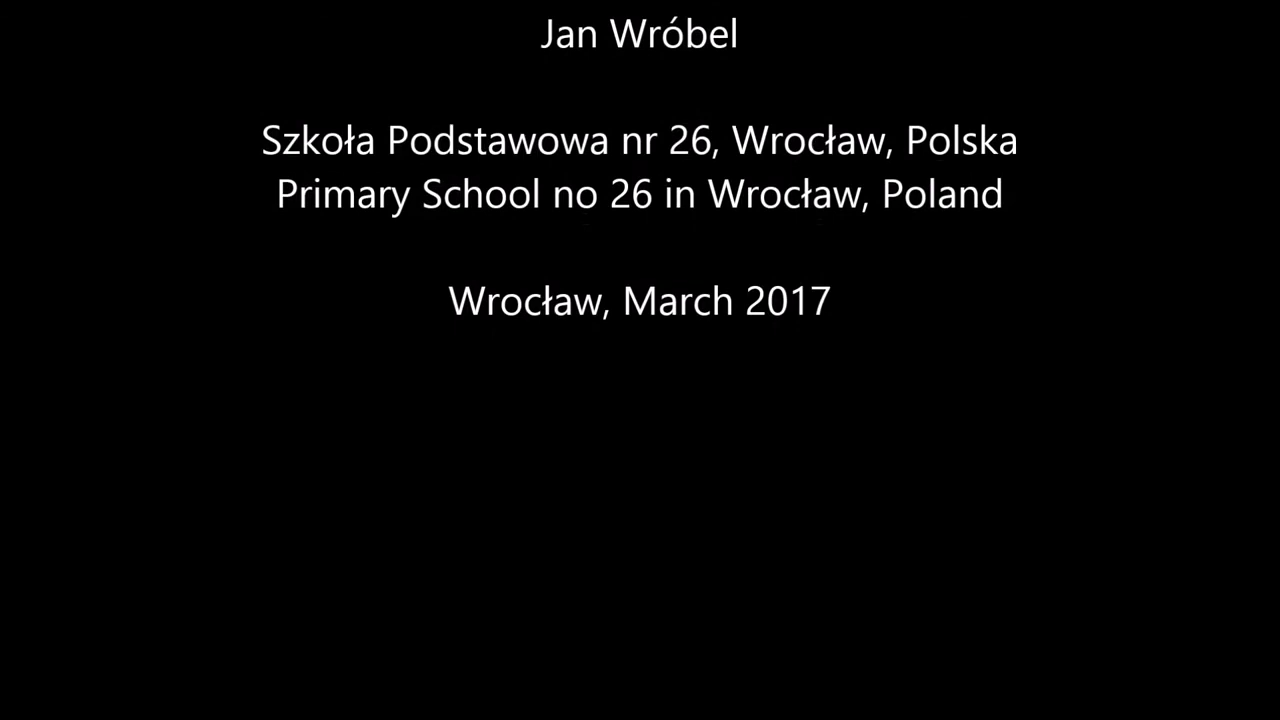 Jan Wróbel
Szkoła Podstawowa nr 26, Wrocław, Polska
Primary School no 26 in Wrocław, Poland
Wrocław, March 2017